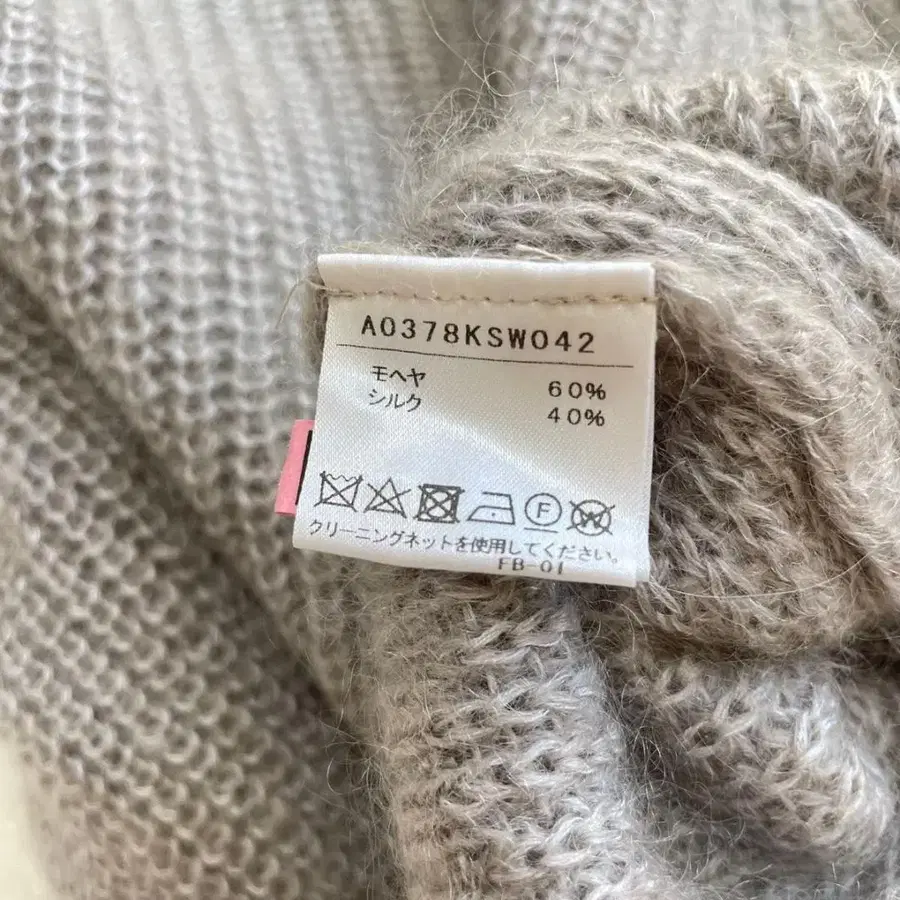 A0378KSW042
モヘヤ 60%
シルク 40%
F W
クリーニングネットを使用してください。
FB-01